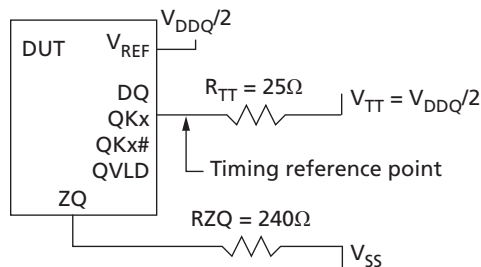 V_DDQ/2
DUT
V_REF
DQ
R_TT = 25Ω
V_TT = V_DDQ/2
QKx
QKx#
QVLD
Timing reference point
ZQ
RZQ = 240Ω
V_SS